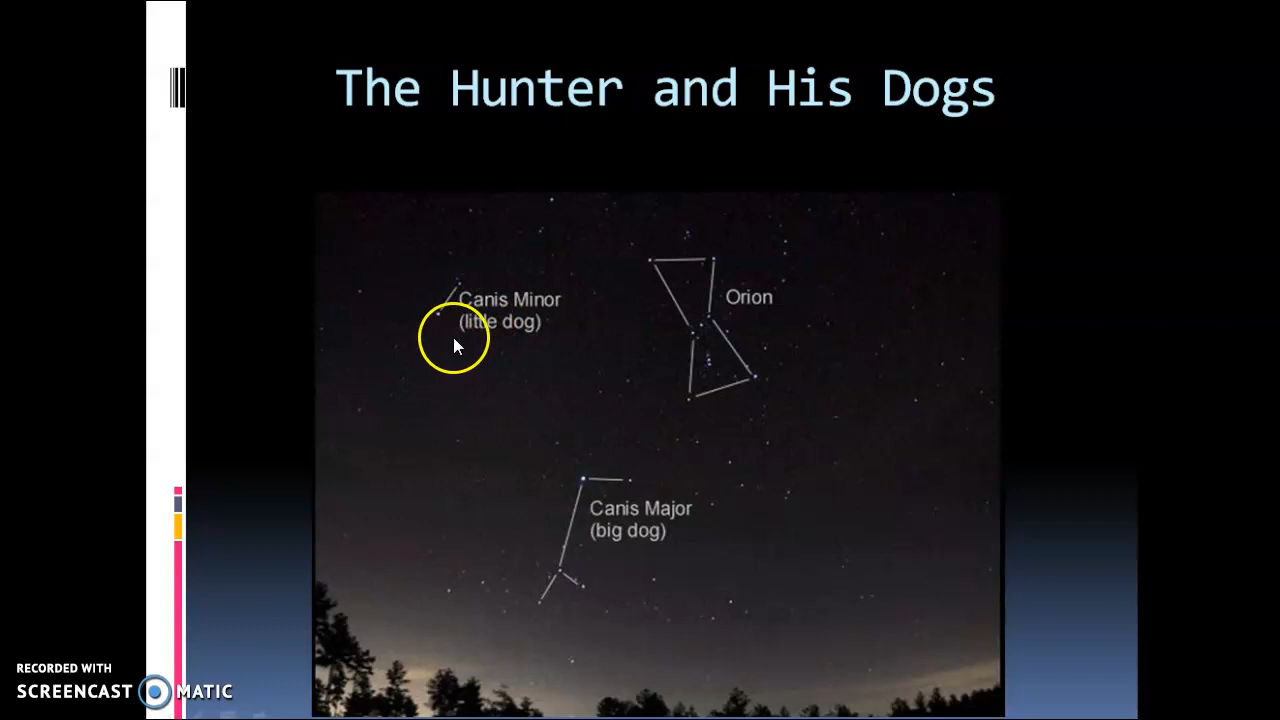 The Hunter and His Dogs
Canis Minor
(little dog)
Orion
Canis Major
(big dog)
RECORDED WITH
SCREENCAST MATIC